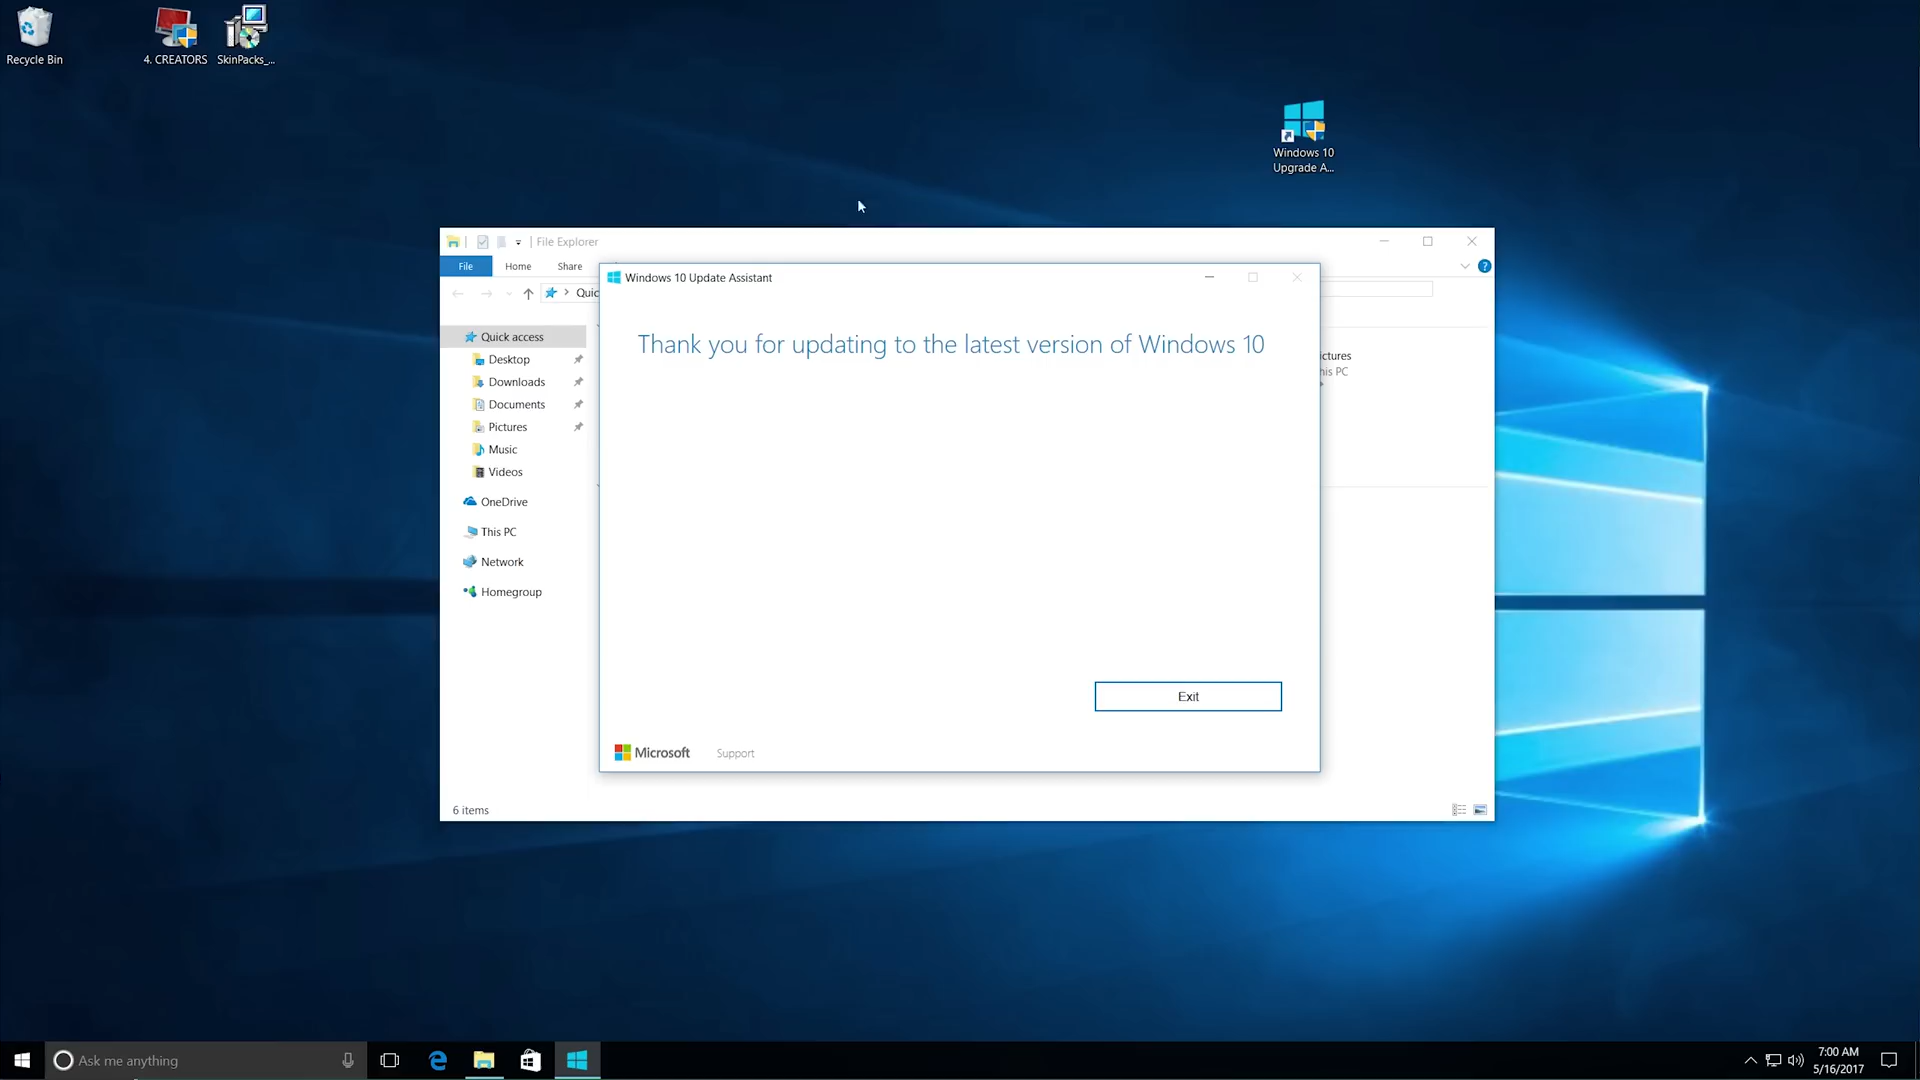 Recycle Bin
4. CREATORS
SkinPacks_...
Windows 10
Upgrade A...
File Explorer
File
Home
Share
Quic
Windows 10 Update Assistant
Thank you for updating to the latest version of Windows 10
Quick access
Desktop
Downloads
Documents
Pictures
Music
Videos
OneDrive
This PC
Network
Homegroup
ictures
his PC
Exit
Microsoft
Support
6 items
Ask me anything
7:00 AM
5/16/2017